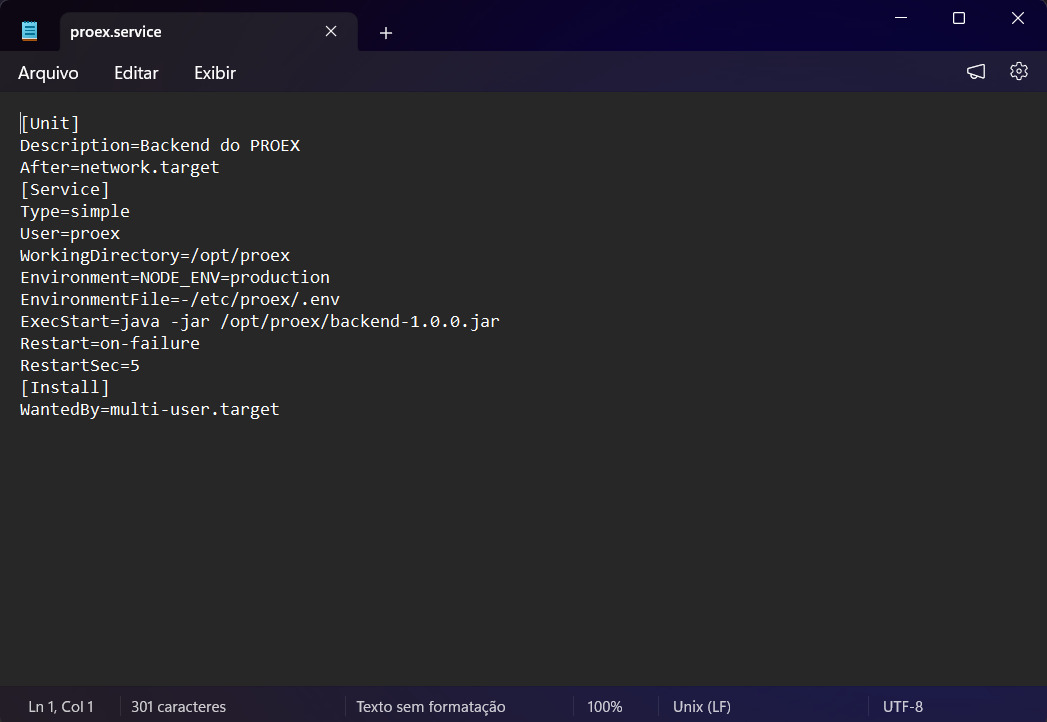 proex.service
Arquivo Editar Exibir
[Unit]
Description=Backend do PROEX
After=network.target
[Service]
Type=simple
User=proex
WorkingDirectory=/opt/proex
Environment=NODE_ENV=production
EnvironmentFile=-/etc/proex/.env
ExecStart=java -jar /opt/proex/backend-1.0.0.jar
Restart=on-failure
RestartSec=5
[Install]
WantedBy=multi-user.target
Ln 1, Col 1 301 caracteres Texto sem formatação 100% Unix (LF) UTF-8